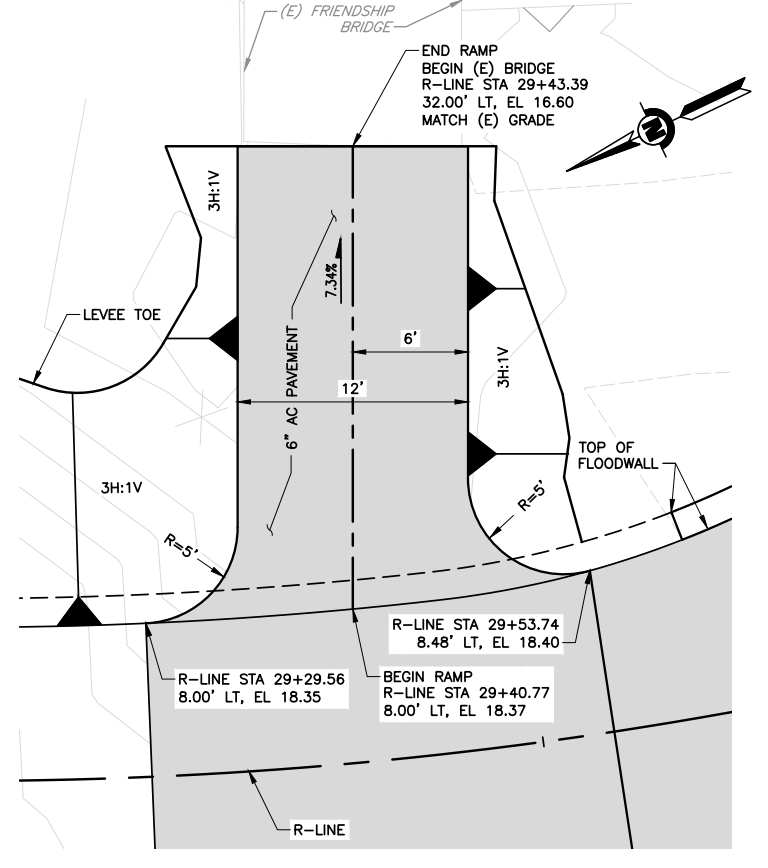 (E) FRIENDSHIP
BRIDGE
END RAMP
BEGIN (E) BRIDGE
R-LINE STA 29+43.39
32.00' LT, EL 16.60
MATCH (E) GRADE
N
3H:1V
7.34%
LEVEE TOE
6" AC PAVEMENT
6'
12'
3H:1V
TOP OF
FLOODWALL
3H:1V
R=5'
R=5'
R-LINE STA 29+53.74
8.48' LT, EL 18.40
R-LINE STA 29+29.56
8.00' LT, EL 18.35
BEGIN RAMP
R-LINE STA 29+40.77
8.00' LT, EL 18.37
R-LINE